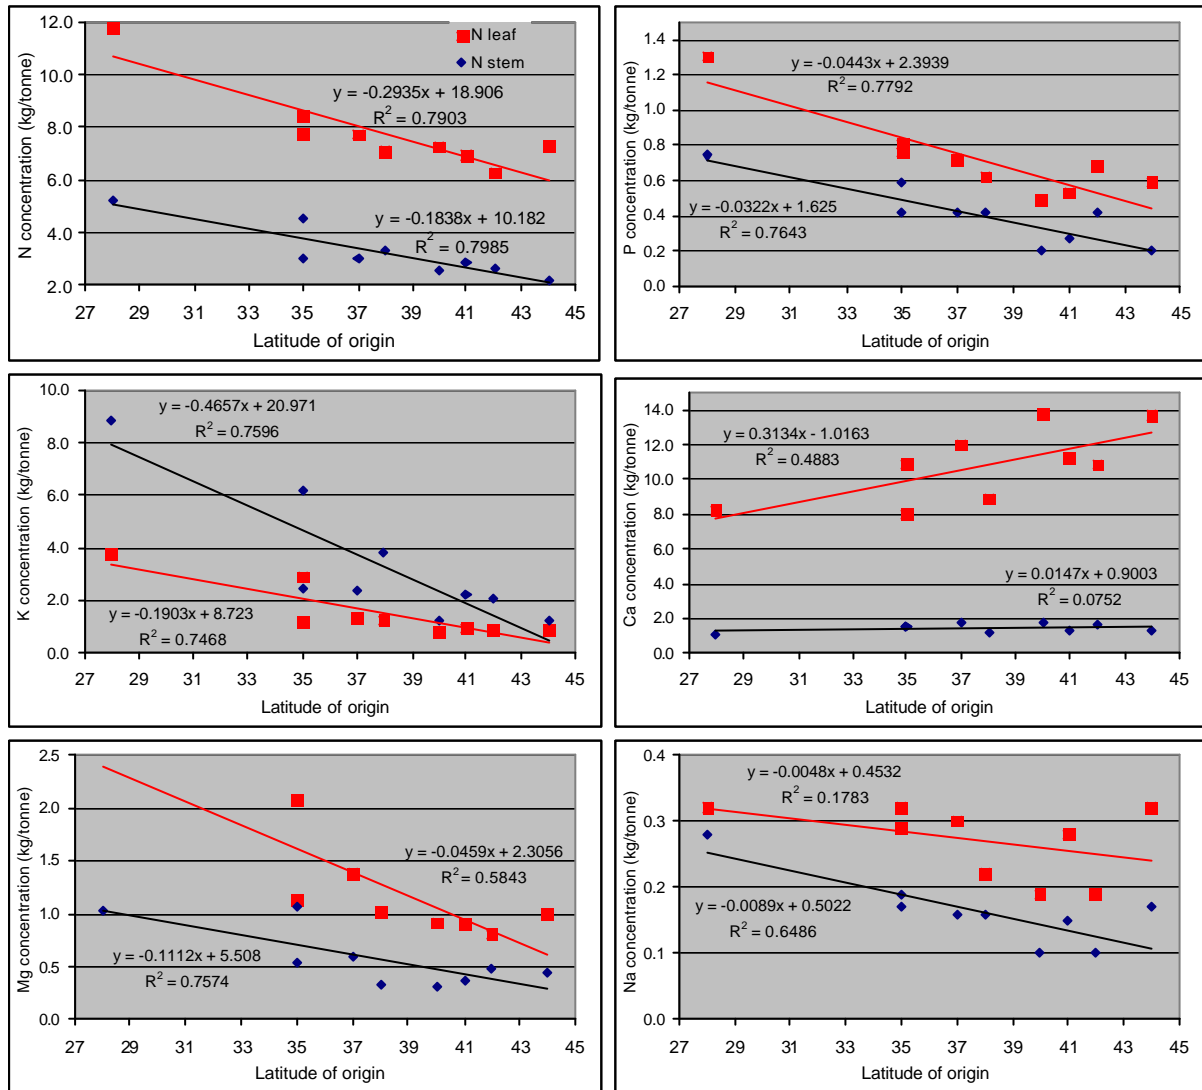 N concentration (kg/tonne)
12.0
10.0
8.0
6.0
4.0
2.0
N leaf
N stem
y = -0.2935x + 18.906
R2 = 0.7903
y = -0.1838x + 10.182
R2 = 0.7985
27 29 31 33 35 37 39 41 43 45
Latitude of origin
P concentration (kg/tonne)
1.4
1.2
1.0
0.8
0.6
0.4
0.2
0.0
y = -0.0443x + 2.3939
R2 = 0.7792
y = -0.0322x + 1.625
R2 = 0.7643
27 29 31 33 35 37 39 41 43 45
Latitude of origin
K concentration (kg/tonne)
10.0
8.0
6.0
4.0
2.0
0.0
y = -0.4657x + 20.971
R2 = 0.7596
y = -0.1903x + 8.723
R2 = 0.7468
27 29 31 33 35 37 39 41 43 45
Latitude of origin
Ca concentration (kg/tonne)
14.0
12.0
10.0
8.0
6.0
4.0
2.0
0.0
y = 0.3134x - 1.0163
R2 = 0.4883
y = 0.0147x + 0.9003
R2 = 0.0752
27 29 31 33 35 37 39 41 43 45
Latitude of origin
Mg concentration (kg/tonne)
2.5
2.0
1.5
1.0
0.5
0.0
y = -0.0459x + 2.3056
R2 = 0.5843
y = -0.1112x + 5.508
R2 = 0.7574
27 29 31 33 35 37 39 41 43 45
Latitude of origin
Na concentration (kg/tonne)
0.4
0.3
0.2
0.1
0.0
y = -0.0048x + 0.4532
R2 = 0.1783
y = -0.0089x + 0.5022
R2 = 0.6486
27 29 31 33 35 37 39 41 43 45
Latitude of origin